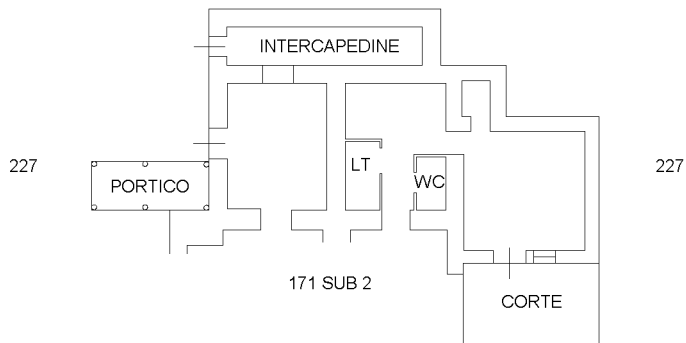 INTERCAPEDINE
227
PORTICO
LT
WC
227
171 SUB 2
CORTE